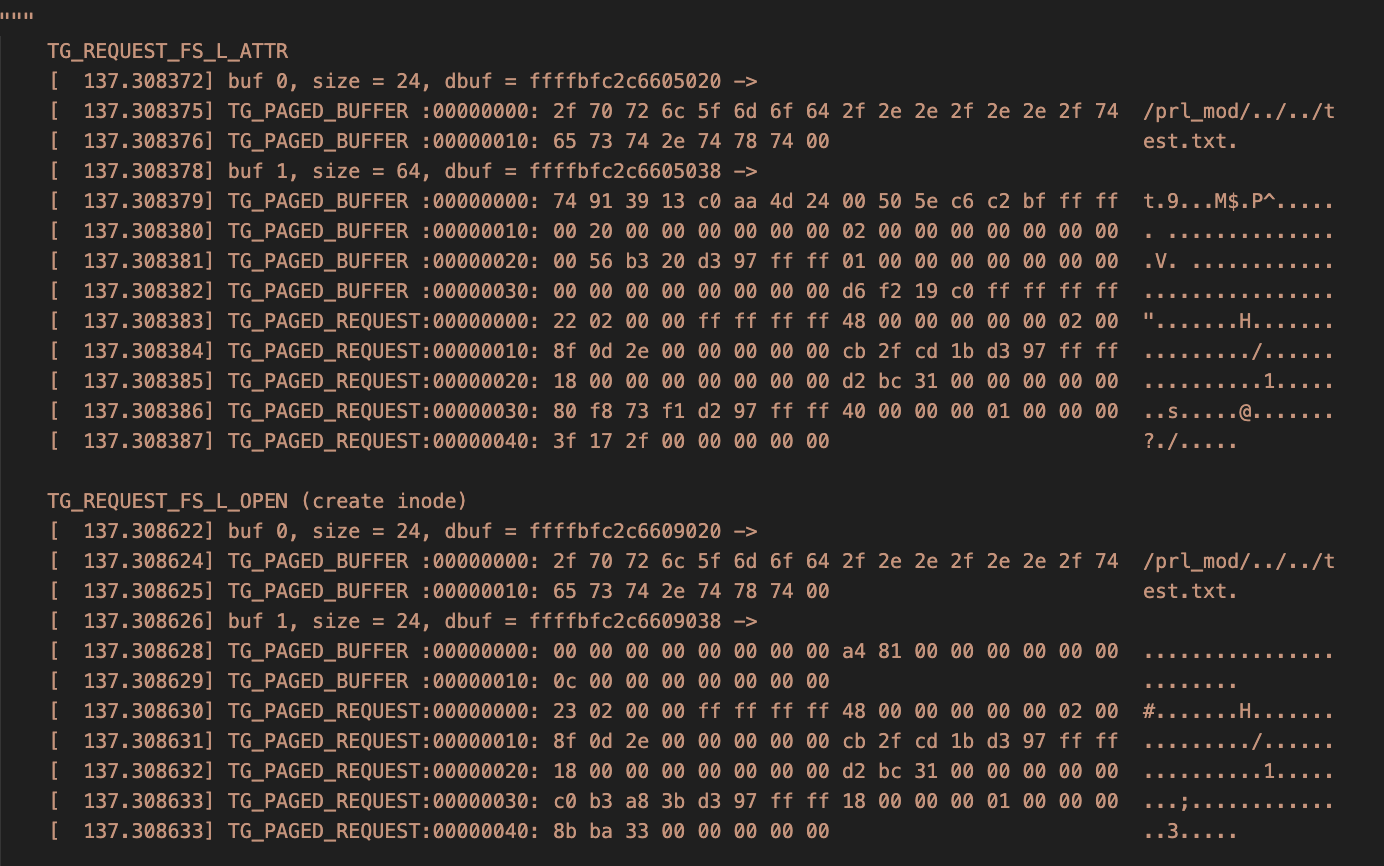 """
TG_REQUEST_FS_L_ATTR
[  137.308372] buf 0, size = 24, dbuf = ffffbfc2c6605020 —>
[  137.308375] TG_PAGED_BUFFER :00000000: 2f 70 72 6c 5f 6d 6f 64 2f 2e 2e 2f 2e 2e 2f 74  /prl_mod/../../t
[  137.308376] TG_PAGED_BUFFER :00000010: 65 73 74 2e 74 78 74 00                          est.txt.
[  137.308378] buf 1, size = 64, dbuf = ffffbfc2c6605038 —>
[  137.308379] TG_PAGED_BUFFER :00000000: 74 91 39 13 c0 aa 4d 24 00 50 5e c6 c2 bf ff ff  t.9...M$.P^.....
[  137.308380] TG_PAGED_BUFFER :00000010: 00 20 00 00 00 00 00 00 02 00 00 00 00 00 00 00  . ..............
[  137.308381] TG_PAGED_BUFFER :00000020: 00 56 b3 20 d3 97 ff ff 01 00 00 00 00 00 00 00  .V. ............
[  137.308382] TG_PAGED_BUFFER :00000030: 00 00 00 00 00 00 00 00 d6 f2 19 c0 ff ff ff ff  ................
[  137.308383] TG_PAGED_REQUEST:00000000: 22 02 00 00 ff ff ff ff 48 00 00 00 00 00 02 00  ".......H.......
[  137.308384] TG_PAGED_REQUEST:00000010: 8f 0d 2e 00 00 00 00 00 cb 2f cd 1b d3 97 ff ff  ........./......
[  137.308385] TG_PAGED_REQUEST:00000020: 18 00 00 00 00 00 00 00 d2 bc 31 00 00 00 00 00  ..........1.....
[  137.308386] TG_PAGED_REQUEST:00000030: 80 f8 73 f1 d2 97 ff ff 40 00 00 00 01 00 00 00  ..s.....@.......
[  137.308387] TG_PAGED_REQUEST:00000040: 3f 17 2f 00 00 00 00 00                          ?./.....
TG_REQUEST_FS_L_OPEN (create inode)
[  137.308622] buf 0, size = 24, dbuf = ffffbfc2c6609020 —>
[  137.308624] TG_PAGED_BUFFER :00000000: 2f 70 72 6c 5f 6d 6f 64 2f 2e 2e 2f 2e 2e 2f 74  /prl_mod/../../t
[  137.308625] TG_PAGED_BUFFER :00000010: 65 73 74 2e 74 78 74 00                          est.txt.
[  137.308626] buf 1, size = 24, dbuf = ffffbfc2c6609038 —>
[  137.308628] TG_PAGED_BUFFER :00000000: 00 00 00 00 00 00 00 00 a4 81 00 00 00 00 00 00  ................
[  137.308629] TG_PAGED_BUFFER :00000010: 0c 00 00 00 00 00 00 00                          ........
[  137.308630] TG_PAGED_REQUEST:00000000: 23 02 00 00 ff ff ff ff 48 00 00 00 00 00 02 00  #.......H.......
[  137.308631] TG_PAGED_REQUEST:00000010: 8f 0d 2e 00 00 00 00 00 cb 2f cd 1b d3 97 ff ff  ........./......
[  137.308632] TG_PAGED_REQUEST:00000020: 18 00 00 00 00 00 00 00 d2 bc 31 00 00 00 00 00  ..........1.....
[  137.308633] TG_PAGED_REQUEST:00000030: c0 b3 a8 3b d3 97 ff ff 18 00 00 00 01 00 00 00  ...;............
[  137.308633] TG_PAGED_REQUEST:00000040: 8b ba 33 00 00 00 00 00                          ..3.....